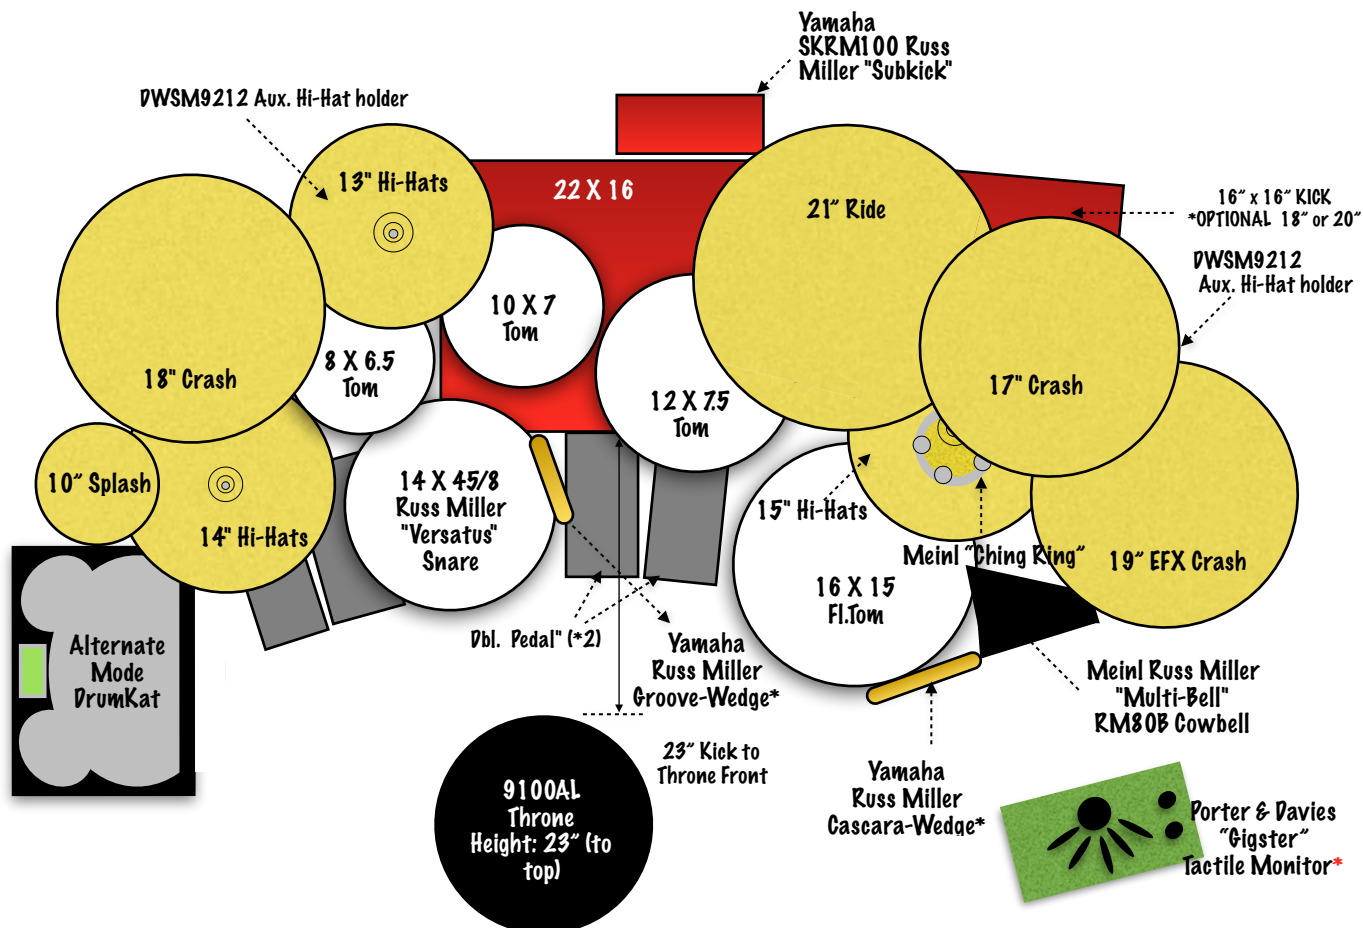 Yamaha
SKRM100 Russ
Miller "Subkick"
DWSM9212 Aux. Hi-Hat holder
13" Hi-Hats
22 X 16
21" Ride
16" x 16" KICK
*OPTIONAL 18" or 20"
DWSM9212
Aux. Hi-Hat holder
10 X 7
Tom
8 X 6.5
Tom
18" Crash
12 X 7.5
Tom
17" Crash
10" Splash
14" Hi-Hats
14 X 45/8
Russ Miller
"Versatus"
Snare
15" Hi-Hats
Meinl "Ching Ring"
19" EFX Crash
16 X 15
Fl.Tom
Alternate
Mode
DrumKat
Dbl. Pedal" (*2)
Yamaha
Russ Miller
Groove-Wedge*
Meinl Russ Miller
"Multi-Bell"
RM80B Cowbell
23" Kick to
Throne Front
9100AL
Throne
Height: 23" (to
top)
Yamaha
Russ Miller
Cascara-Wedge*
Porter & Davies
"Gigster"
Tactile Monitor*